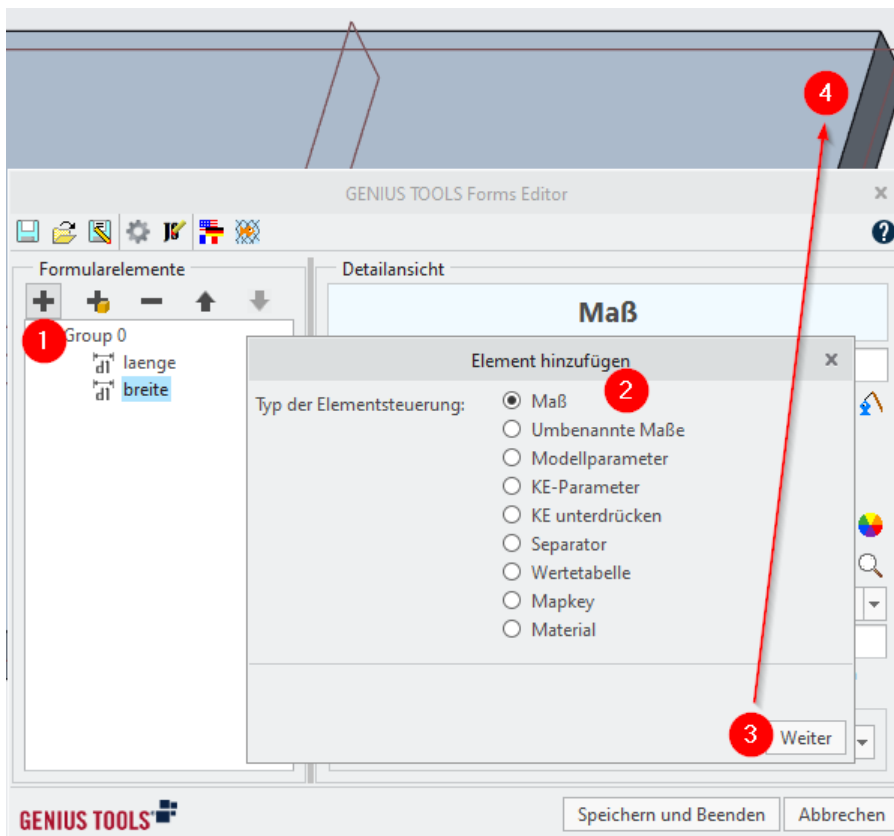 4
GENIUS TOOLS Forms Editor
Formularelemente
Detailansicht
Maß
1
Group 0
laenge
breite
Element hinzufügen
Typ der Elementsteuerung:
Maß
2
Umbenannte Maße
Modellparameter
KE-Parameter
KE unterdrücken
Separator
Wertetabelle
Mapkey
Material
3
Weiter
GENIUS TOOLS
Speichern und Beenden
Abbrechen